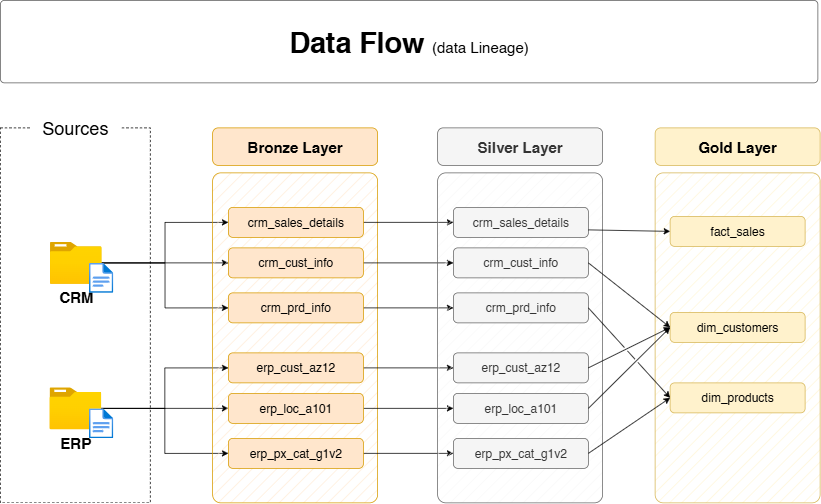 Data Flow (data Lineage)
Sources
Bronze Layer
Silver Layer
Gold Layer
CRM
ERP
crm_sales_details
crm_cust_info
crm_prd_info
erp_cust_az12
erp_loc_a101
erp_px_cat_g1v2
crm_sales_details
crm_cust_info
crm_prd_info
erp_cust_az12
erp_loc_a101
erp_px_cat_g1v2
fact_sales
dim_customers
dim_products